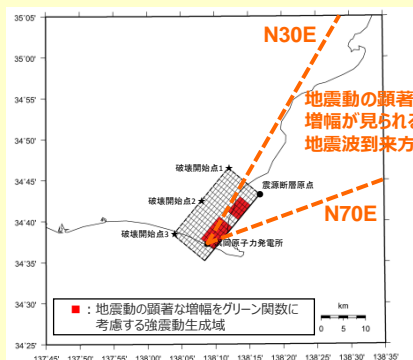 35˚05'
35˚00'
34˚55'
34˚50'
34˚45'
34˚40'
34˚35'
34˚30'
34˚25'
N30E
地震動の顕著
増幅が見られる
地震波到来方
破壊開始点1
震源断層原点
破壊開始点2
N70E
破壊開始点3
岡原子力発電所
■:地震動の顕著な増幅をグリーン関数に
考慮する強震動生成域
km
0 5 10
137˚45' 137˚50' 137˚55' 138˚00' 138˚05' 138˚10' 138˚15' 138˚20' 138˚25' 138˚30' 138˚35'